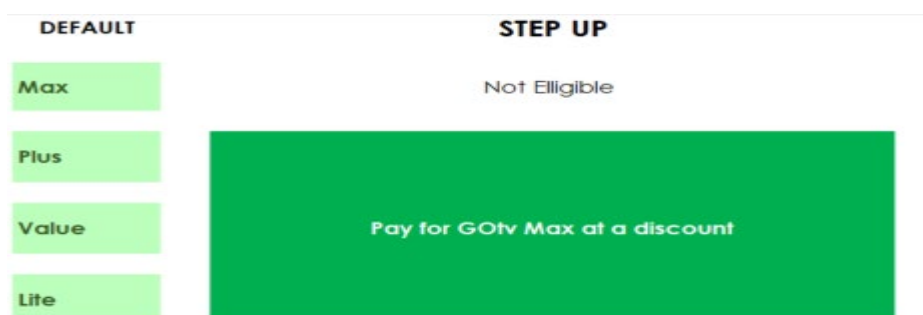 DEFAULT
STEP UP
Max
Not Elligible
Plus
Value
Pay for GOtv Max at a discount
Lite